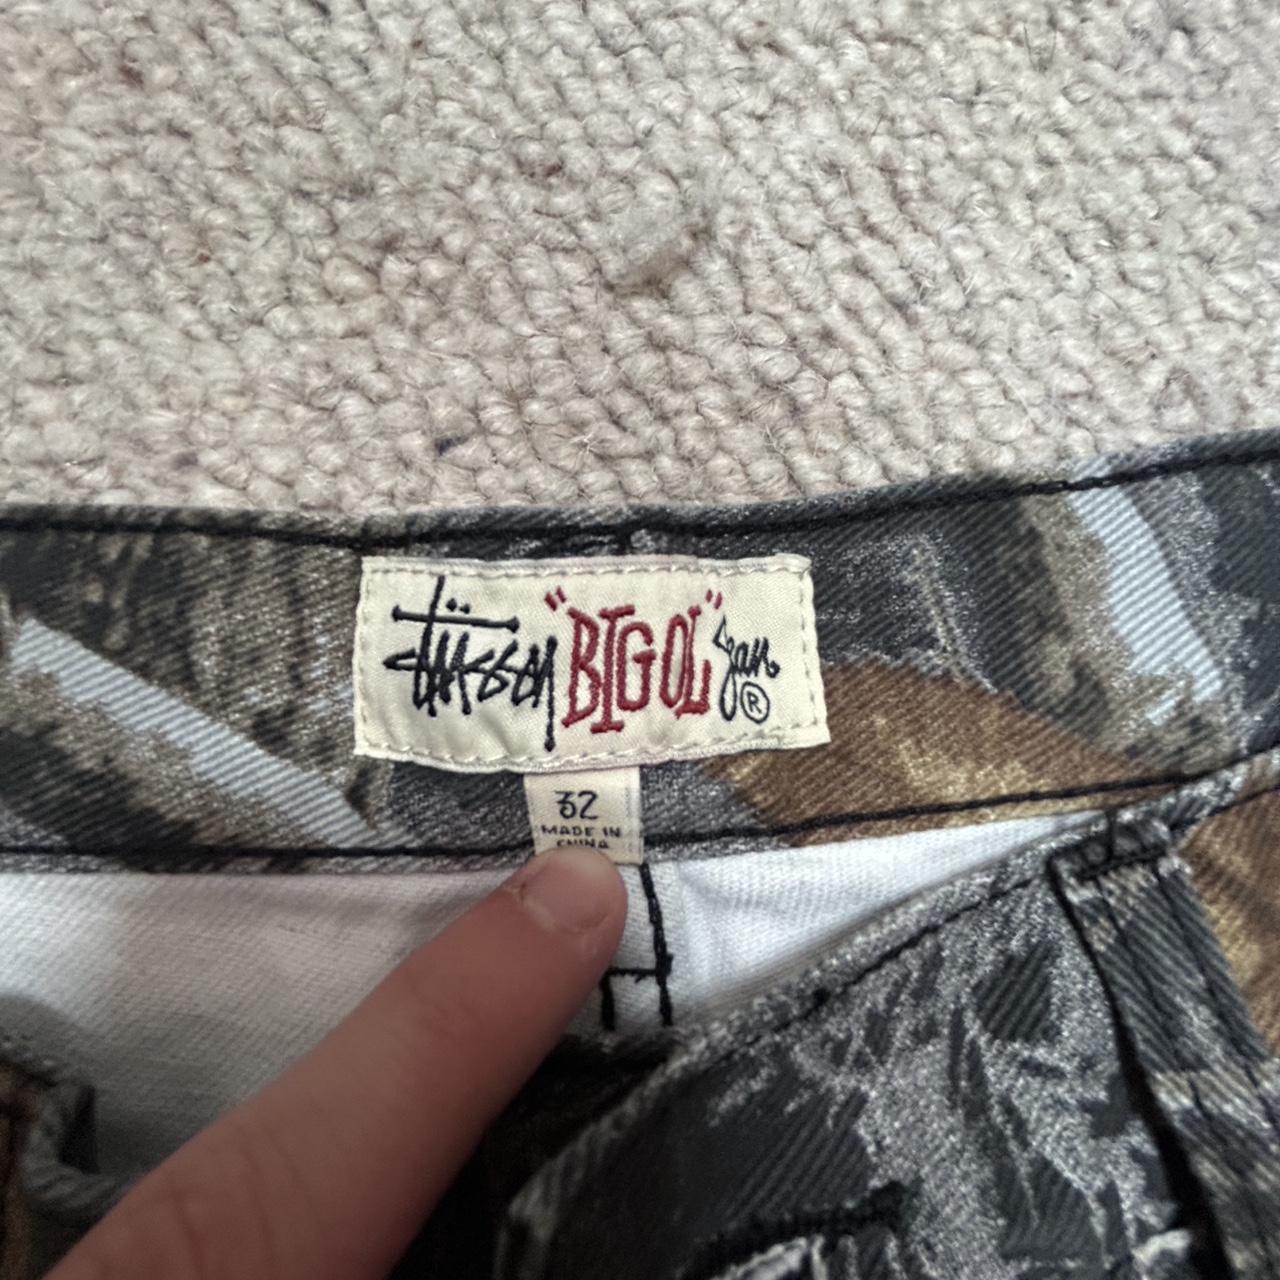 Stüssy "BIG OL" Jean ®
32
MADE IN
CHINA